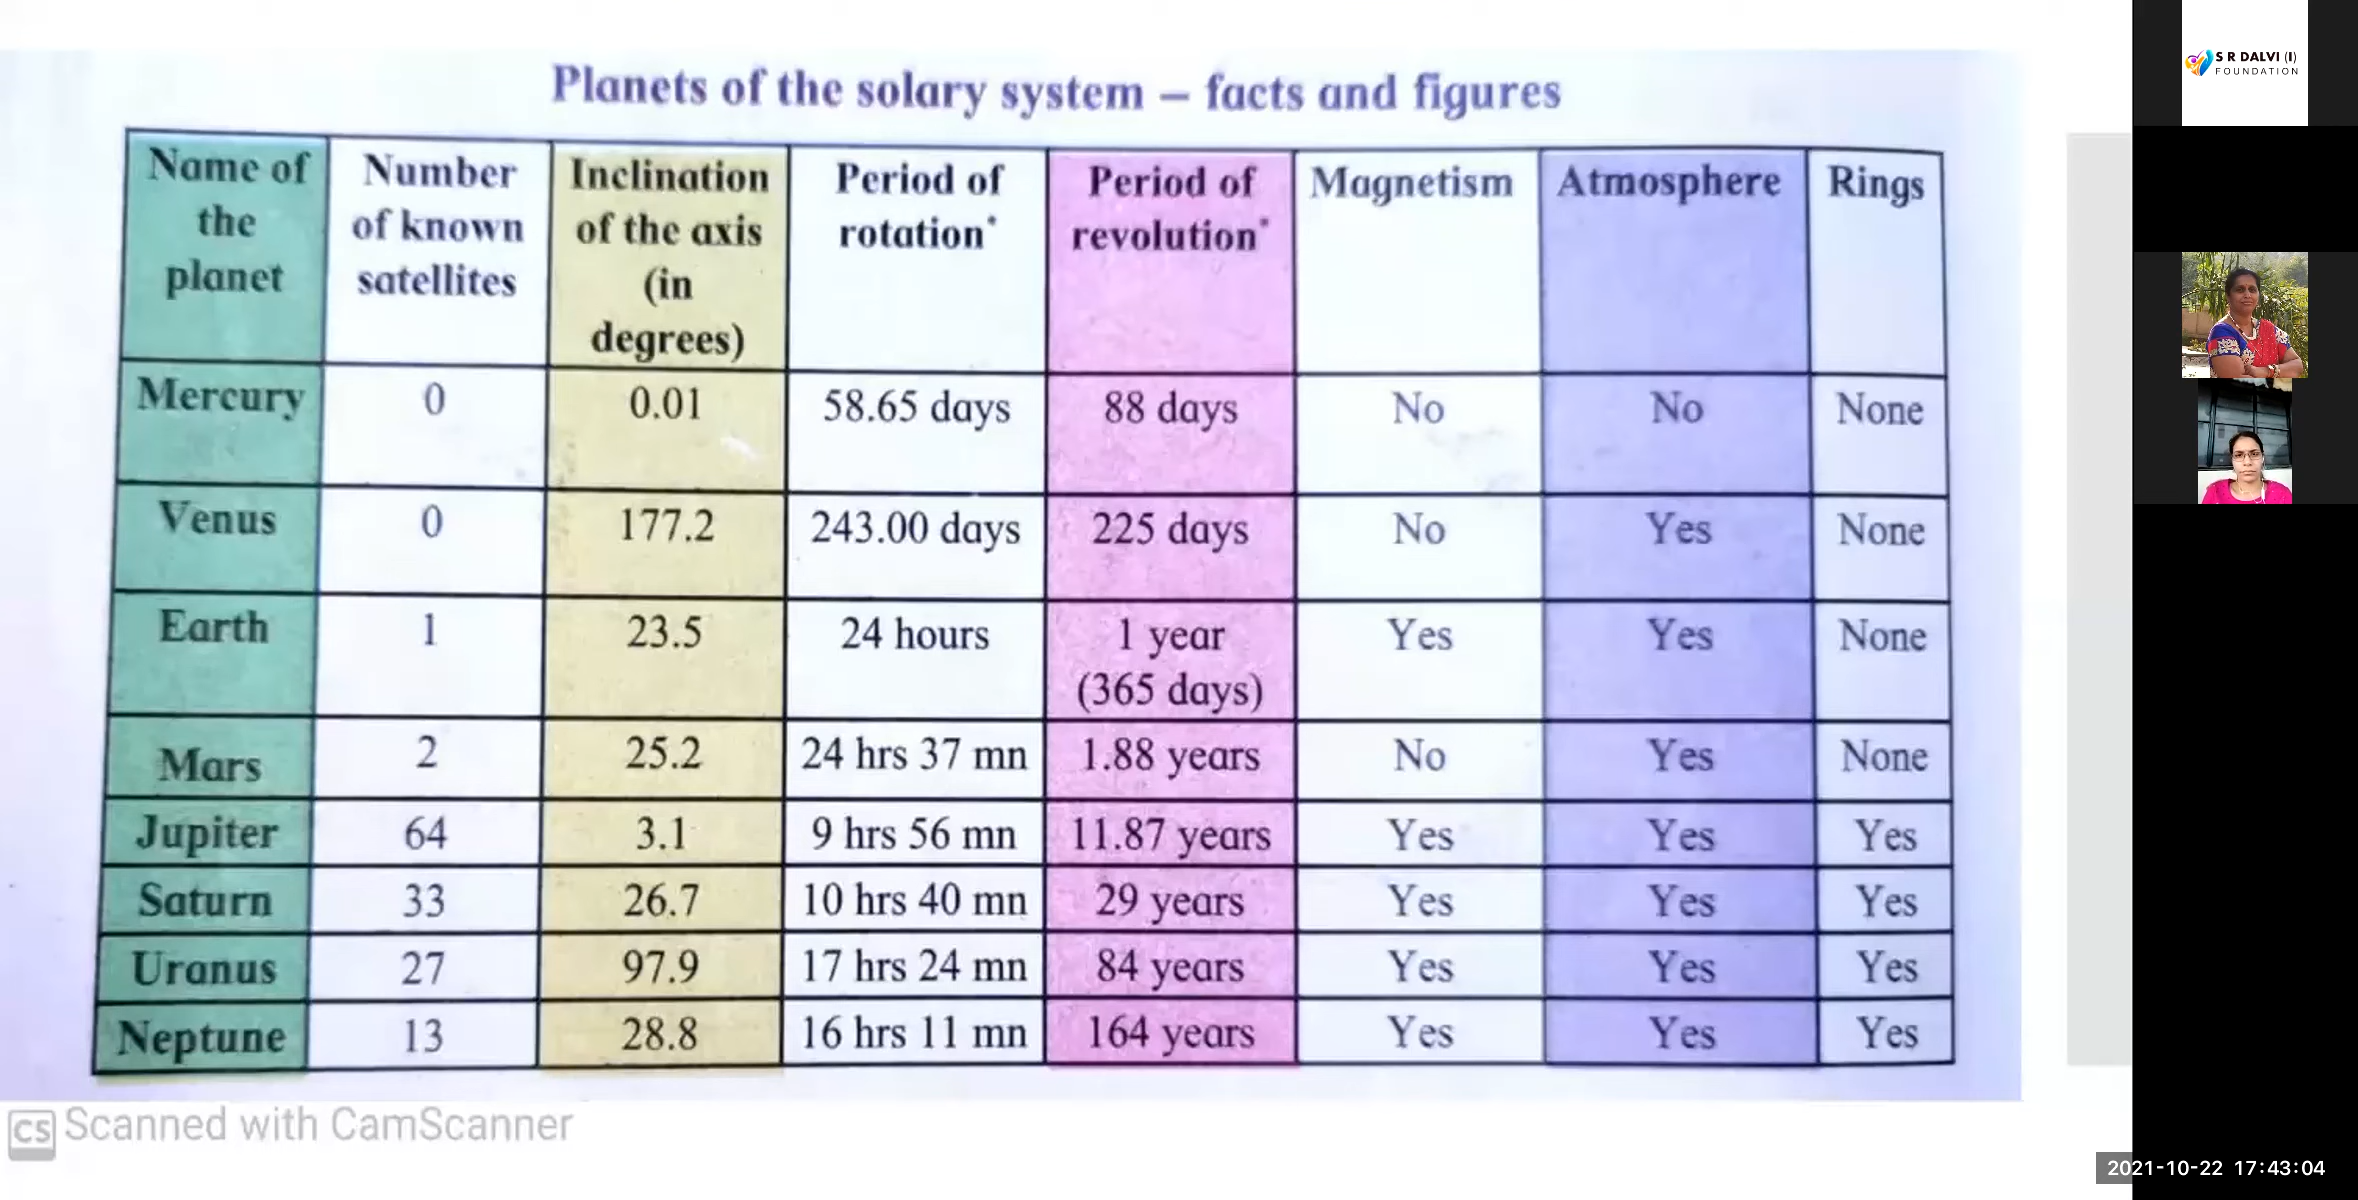 Planets of the solary system – facts and figures
Name of the planet Number of known satellites Inclination of the axis (in degrees) Period of rotation* Period of revolution* Magnetism Atmosphere Rings
Mercury 0 0.01 58.65 days 88 days No No None
Venus 0 177.2 243.00 days 225 days No Yes None
Earth 1 23.5 24 hours 1 year (365 days) Yes Yes None
Mars 2 25.2 24 hrs 37 mn 1.88 years No Yes None
Jupiter 64 3.1 9 hrs 56 mn 11.87 years Yes Yes Yes
Saturn 33 26.7 10 hrs 40 mn 29 years Yes Yes Yes
Uranus 27 97.9 17 hrs 24 mn 84 years Yes Yes Yes
Neptune 13 28.8 16 hrs 11 mn 164 years Yes Yes Yes
CS Scanned with CamScanner
S R DALVI (I)
FOUNDATION
2021-10-22 17:43:04